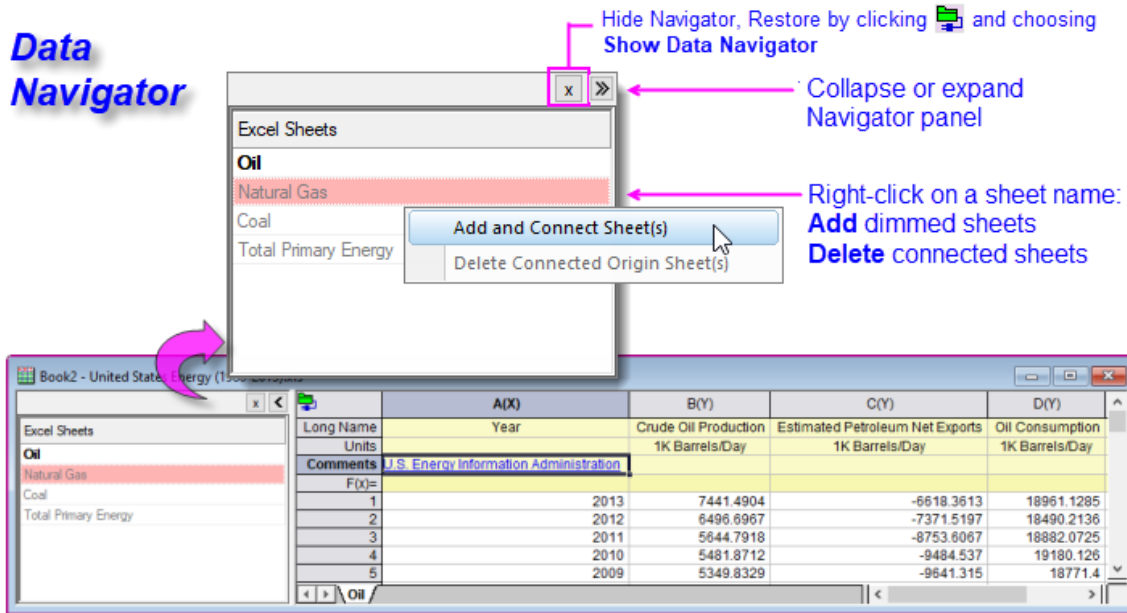 Data
Navigator
Hide Navigator, Restore by clicking and choosing
Show Data Navigator
x »
Collapse or expand
Navigator panel
Excel Sheets
Oil
Natural Gas
Coal
Total Primary Energy
Add and Connect Sheet(s)
Delete Connected Origin Sheet(s)
Right-click on a sheet name:
Add dimmed sheets
Delete connected sheets
Book2 - United States Energy
x <
Excel Sheets
Oil
Natural Gas
Coal
Total Primary Energy
A(X) B(Y) C(Y) D(Y)
Long Name Year Crude Oil Production Estimated Petroleum Net Exports Oil Consumption
Units 1K Barrels/Day 1K Barrels/Day 1K Barrels/Day
Comments U.S. Energy Information Administration
F(x)=
1 2013 7441.4904 -6618.3613 18961.1285
2 2012 6496.6967 -7371.5197 18490.2136
3 2011 5644.7918 -8753.6067 18882.0725
4 2010 5481.8712 -9484.537 19180.126
5 2009 5349.8329 -9641.315 18771.4
Oil